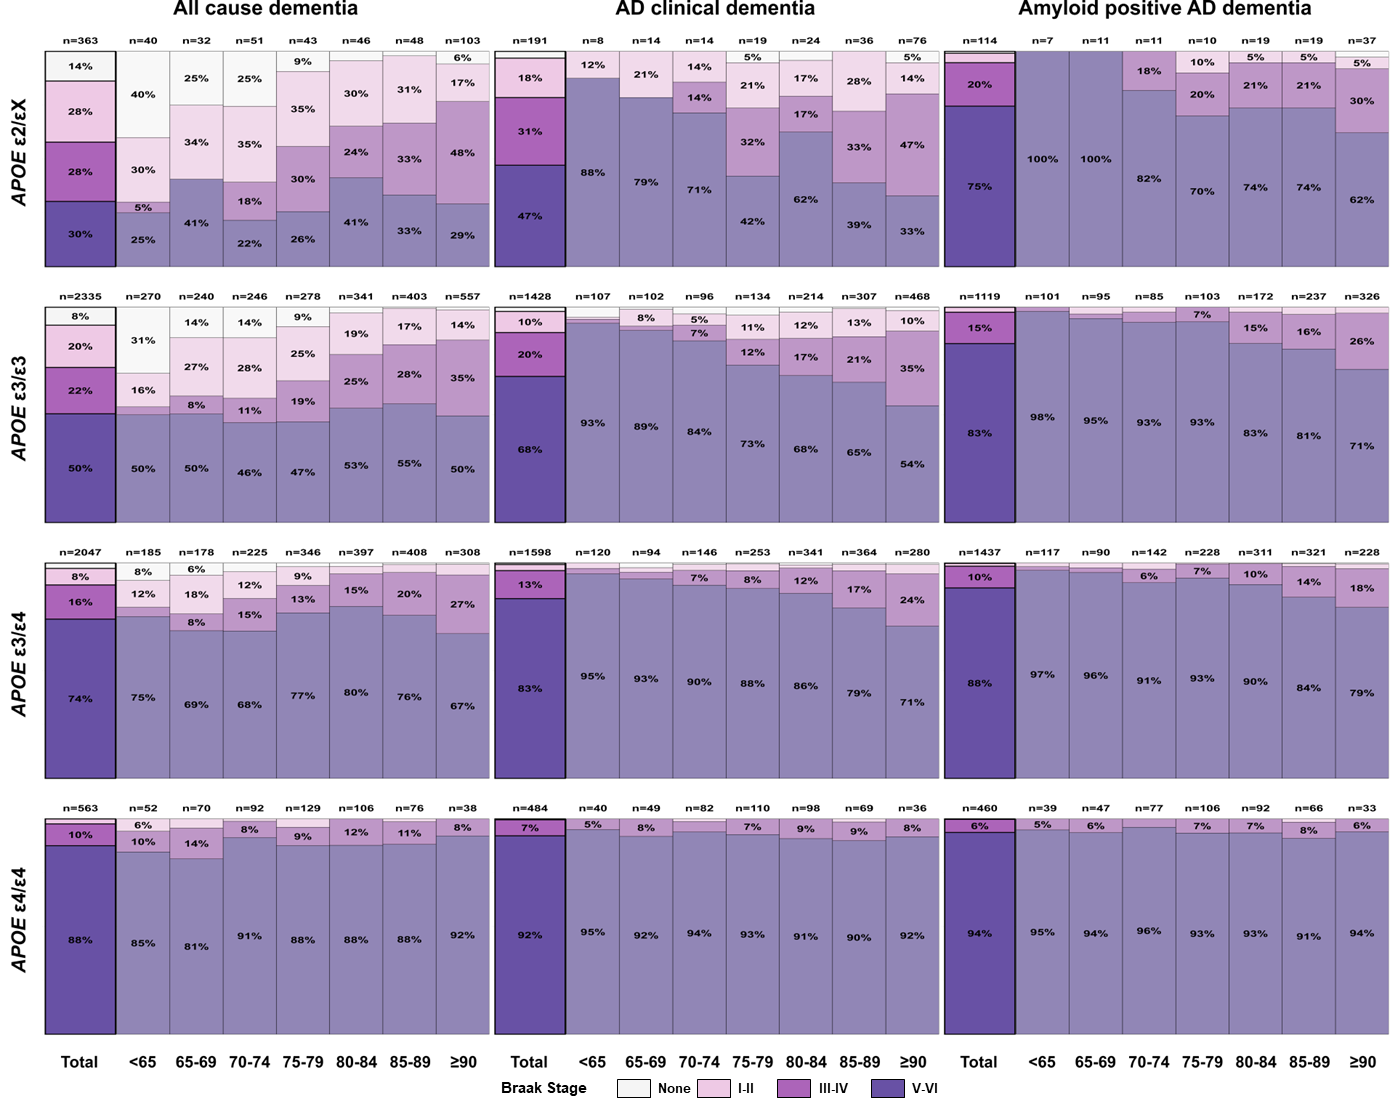 All cause dementia AD clinical dementia Amyloid positive AD dementia
n=363 n=40 n=32 n=51 n=43 n=46 n=48 n=103 n=191 n=8 n=14 n=14 n=19 n=24 n=36 n=76 n=114 n=7 n=11 n=11 n=10 n=19 n=19 n=37
APOE ε2/εX
14% 28% 28% 30%
40% 30% 5% 25%
25% 34% 41%
25% 35% 18% 22%
9% 35% 30% 26%
30% 24% 41%
31% 33% 33%
6% 17% 48% 29%
18% 31% 47%
12% 88%
21% 79%
14% 14% 71%
5% 21% 32% 42%
17% 17% 62%
28% 33% 39%
5% 14% 47% 33%
20% 75%
100%
100%
18% 82%
10% 20% 70%
5% 21% 74%
5% 21% 74%
5% 30% 62%
n=2335 n=270 n=240 n=246 n=278 n=341 n=403 n=557 n=1428 n=107 n=102 n=96 n=134 n=214 n=307 n=468 n=1119 n=101 n=95 n=85 n=103 n=172 n=237 n=326
APOE ε3/ε3
8% 20% 22% 50%
31% 16% 50%
14% 27% 8% 50%
14% 28% 11% 46%
9% 25% 19% 47%
19% 25% 53%
17% 28% 55%
14% 35% 50%
10% 20% 68%
93%
8% 89%
5% 7% 84%
11% 12% 73%
12% 17% 68%
13% 21% 65%
10% 35% 54%
15% 83%
98%
95%
93%
7% 93%
15% 83%
16% 81%
26% 71%
n=2047 n=185 n=178 n=225 n=346 n=397 n=408 n=308 n=1598 n=120 n=94 n=146 n=253 n=341 n=364 n=280 n=1437 n=117 n=90 n=142 n=228 n=311 n=321 n=228
APOE ε3/ε4
8% 16% 74%
8% 12% 75%
6% 18% 8% 69%
12% 15% 68%
9% 13% 77%
15% 80%
20% 76%
27% 67%
13% 83%
95%
93%
7% 90%
8% 88%
12% 86%
17% 79%
24% 71%
10% 88%
97%
96%
6% 91%
7% 93%
10% 90%
14% 84%
18% 79%
n=563 n=52 n=70 n=92 n=129 n=106 n=76 n=38 n=484 n=40 n=49 n=82 n=110 n=98 n=69 n=36 n=460 n=39 n=47 n=77 n=106 n=92 n=66 n=33
APOE ε4/ε4
10% 88%
6% 10% 85%
14% 81%
8% 91%
9% 88%
12% 88%
11% 88%
8% 92%
7% 92%
5% 95%
8% 92%
94%
7% 93%
9% 91%
9% 90%
8% 92%
6% 94%
5% 95%
6% 94%
96%
7% 93%
7% 93%
8% 91%
6% 94%
Total <65 65-69 70-74 75-79 80-84 85-89 ≥90 Total <65 65-69 70-74 75-79 80-84 85-89 ≥90 Total <65 65-69 70-74 75-79 80-84 85-89 ≥90
Braak Stage None I-II III-IV V-VI